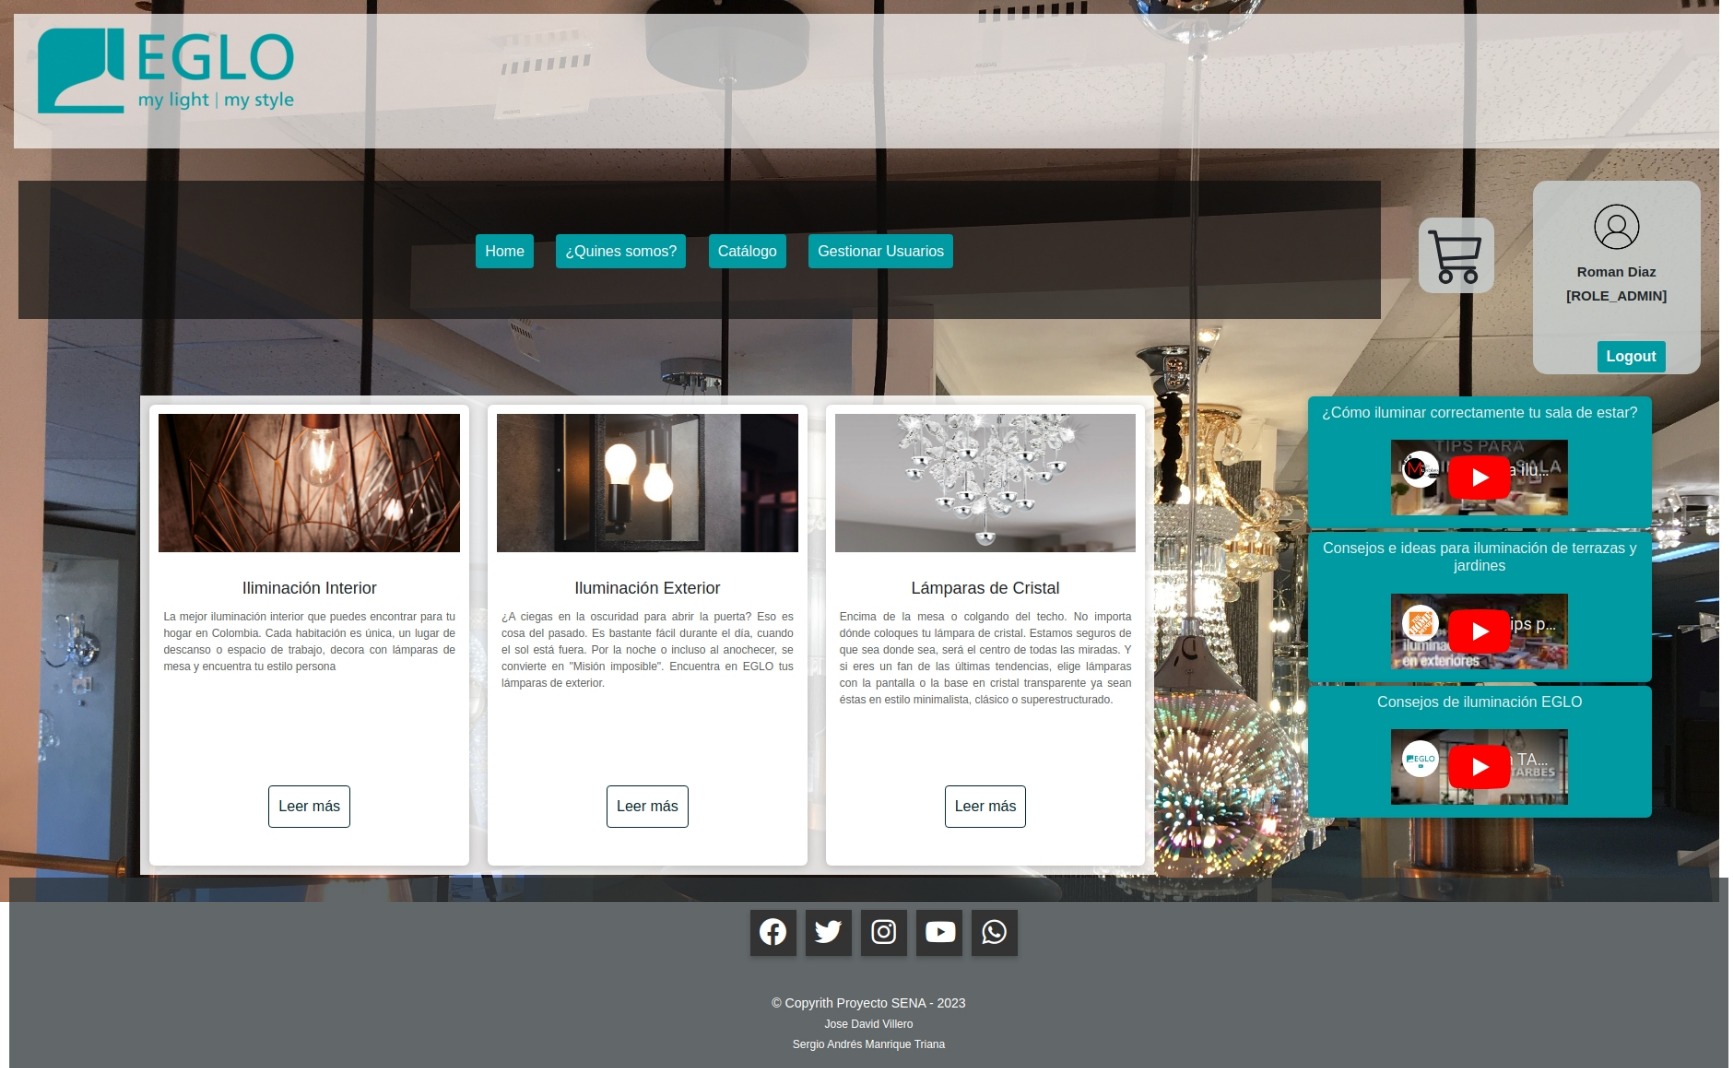 EGLO
my light | my style
Home
¿Quines somos?
Catálogo
Gestionar Usuarios
Roman Diaz
[ROLE_ADMIN]
Logout
Iliminación Interior
La mejor iluminación interior que puedes encontrar para tu
hogar en Colombia. Cada habitación es única, un lugar de
descanso o espacio de trabajo, decora con lámparas de
mesa y encuentra tu estilo persona
Leer más
Iluminación Exterior
¿A ciegas en la oscuridad para abrir la puerta? Eso es
cosa del pasado. Es bastante fácil durante el día, cuando
el sol está fuera. Por la noche o incluso al anochecer, se
convierte en "Misión imposible". Encuentra en EGLO tus
lámparas de exterior.
Leer más
Lámparas de Cristal
Encima de la mesa o colgando del techo. No importa
dónde coloques tu lámpara de cristal. Estamos seguros de
que sea donde sea, será el centro de todas las miradas. Y
si eres un fan de las últimas tendencias, elige lámparas
con la pantalla o la base en cristal transparente ya sean
éstas en estilo minimalista, clásico o superestructurado.
Leer más
¿Cómo iluminar correctamente tu sala de estar?
TIPS PARA
a ilu...
SALA
Consejos e ideas para iluminación de terrazas y
jardines
ips p...
en exteriores
Consejos de iluminación EGLO
EGLO
TA...
TARBES
© Copyrith Proyecto SENA - 2023
Jose David Villero
Sergio Andrés Manrique Triana